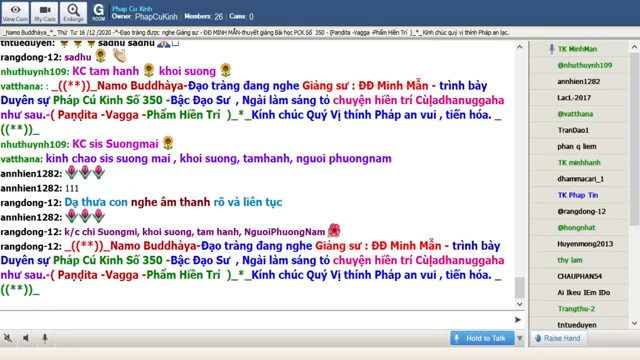 Phap Cu Kinh
Owner:PhapCuKinh Members:26 Cams:0
View Cam My Cam Enlarge Room
_Namo Buddhàya:_* Thứ Tư 16 /12 /2020 -*-Đạo tràng được nghe Giảng sư - ĐĐ MINH MẪN-thuyết giảng Bài học PCK Số 350 - (Paṇḍita -Vagga -Phẩm Hiền Trí )_*_Kính chúc quý vị thính Pháp an lạc.
tntueduyen: sadhu sadhu
rangdong-12: sadhu
nhuthuynh109: KC tam hanh khoi suong
vatthana: _((**))_Namo Buddhàya-Đạo tràng đang nghe Giảng sư: ĐĐ Minh Mẫn - trình bày
Duyên sự Pháp Cú Kinh Số 350 -Bậc Đạo Sư , Ngài làm sáng tỏ chuyện hiền trí Cùḷadhanuggaha
như sau.-( Paṇḍita -Vagga-Phẩm Hiền Trí )_*_Kính chúc Quý Vị thính Pháp an vui, tiến hóa. -
((**))_
nhuthuynh109: KC sis Suongmai
vatthana: kinh chao sis suong mai , khoi suong, tamhanh, nguoi phuongnam
annhien1282:
annhien1282: 111
rangdong-12: Dạ thưa con nghe âm thanh rõ và liên tục
annhien1282:
rangdong-12: k/c chi Suongmi, khoi suong, tam hanh, NguoiPhuongNam
rangdong-12: _((**))_Namo Buddhàya-Đạo tràng đang nghe Giảng sư: ĐĐ Minh Mẫn - trình bày
Duyên sự Pháp Cú Kinh Số 350 -Bậc Đạo Sư , Ngài làm sáng tỏ chuyện hiền trí Cùḷadhanuggaha
như sau.-( Paṇḍita -Vagga-Phẩm Hiền Trí )_*_Kính chúc Quý Vị thính Pháp an vui, tiến hóa. -
((**))_
Hold to Talk
TK MinhMan
@nhuthuynh109
annhien1282
LacL-2017
@vatthana
TranDao1
phan q liem
TK minhhanh
dhammacari_1
TK Phap Tin
@rangdong-12
@hongnhat
Huyenmong2013
thy lam
CHAUPHAN54
Ai lKeu IEm IDo
Trangthu-2
tntueduyen
Raise Hand